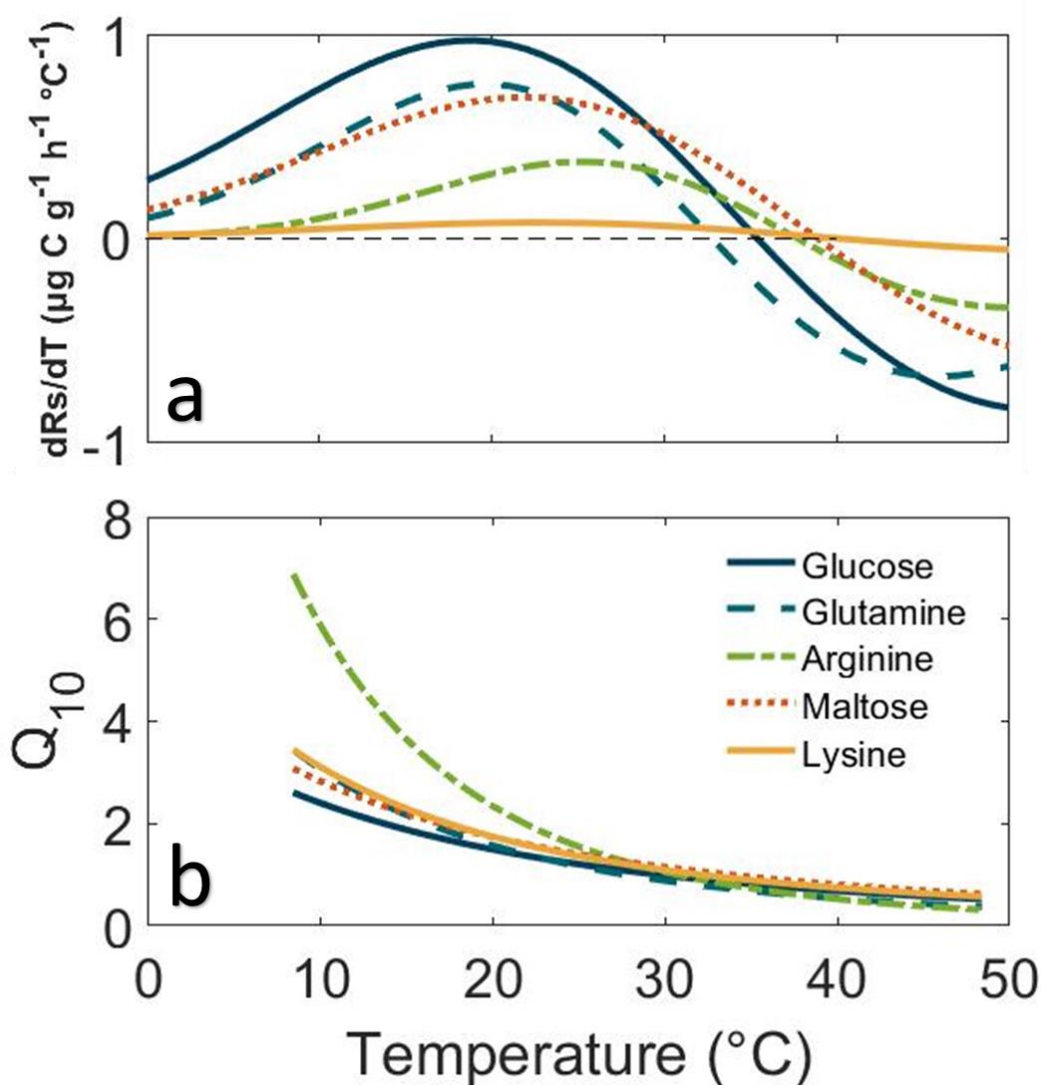 dRs/dT (µg C g⁻¹ h⁻¹ °C⁻¹)
1
0
-1
a
Q10
8
6
4
2
0
b
Glucose
Glutamine
Arginine
Maltose
Lysine
0 10 20 30 40 50
Temperature (°C)